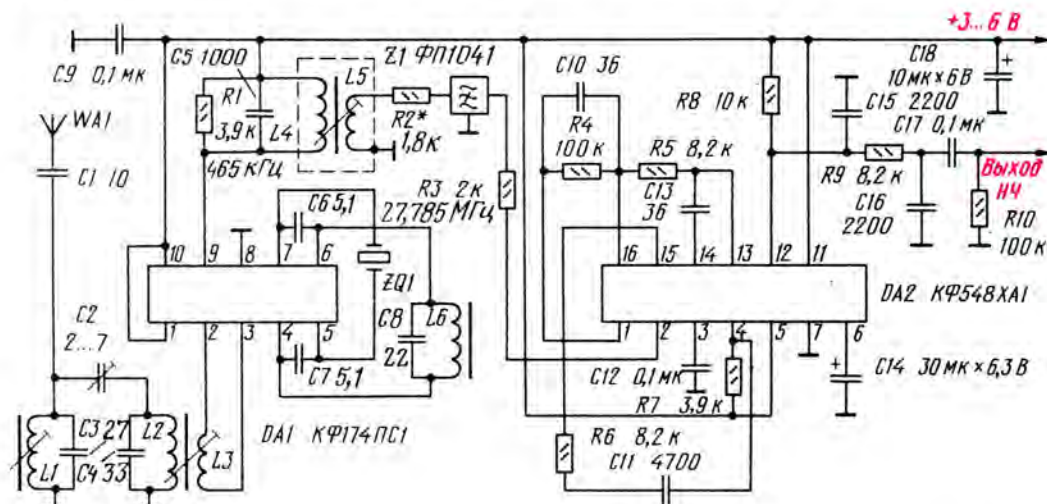 +3...6 В
C9 0,1 мк
C5 1000
L5
Z1 ФП1041
C10 36
C18
10 мк × 6 В
R1
3,9 к
L4
R2*
1,8 к
R4
100 к
R8 10 к
C15 2200
C17 0,1 мк
WA1
465 кГц
R5 8,2 к
C1 10
R3 2 к
27,785 МГц
C13
36
R9 8,2 к
C16
2200
Выход
НЧ
R10
100 к
C6 5,1
10 9 8 7 6
ZQ1
16 15 14 13 12 11
DA2 КФ548ХА1
C2
2...7
1 2 3 4 5
C8
22
L6
1 2 3 4 5 7 6
C7 5,1
C12 0,1 мк
C14 30 мк × 6,3 В
R7 3,9 к
L1
C3 27
C4 33
L2
L3
DA1 КФ174ПС1
R6 8,2 к
C11 4700